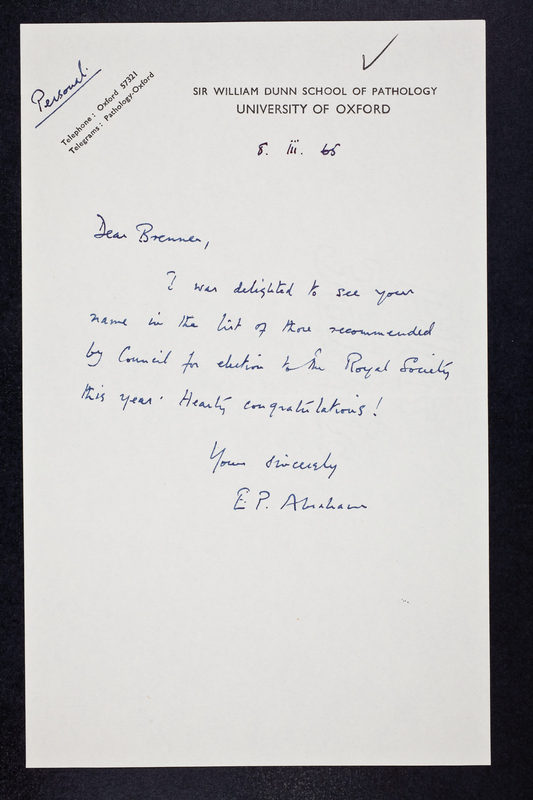 Personal.
Telephone: Oxford 57321
Telegrams: Pathology-Oxford
SIR WILLIAM DUNN SCHOOL OF PATHOLOGY
UNIVERSITY OF OXFORD
8. iii. 65
Dear Brenner,
I was delighted to see your
name in the list of those recommended
by Council for election to the Royal Society
this year. Hearty congratulations!
Yours sincerely
E. P. Abraham